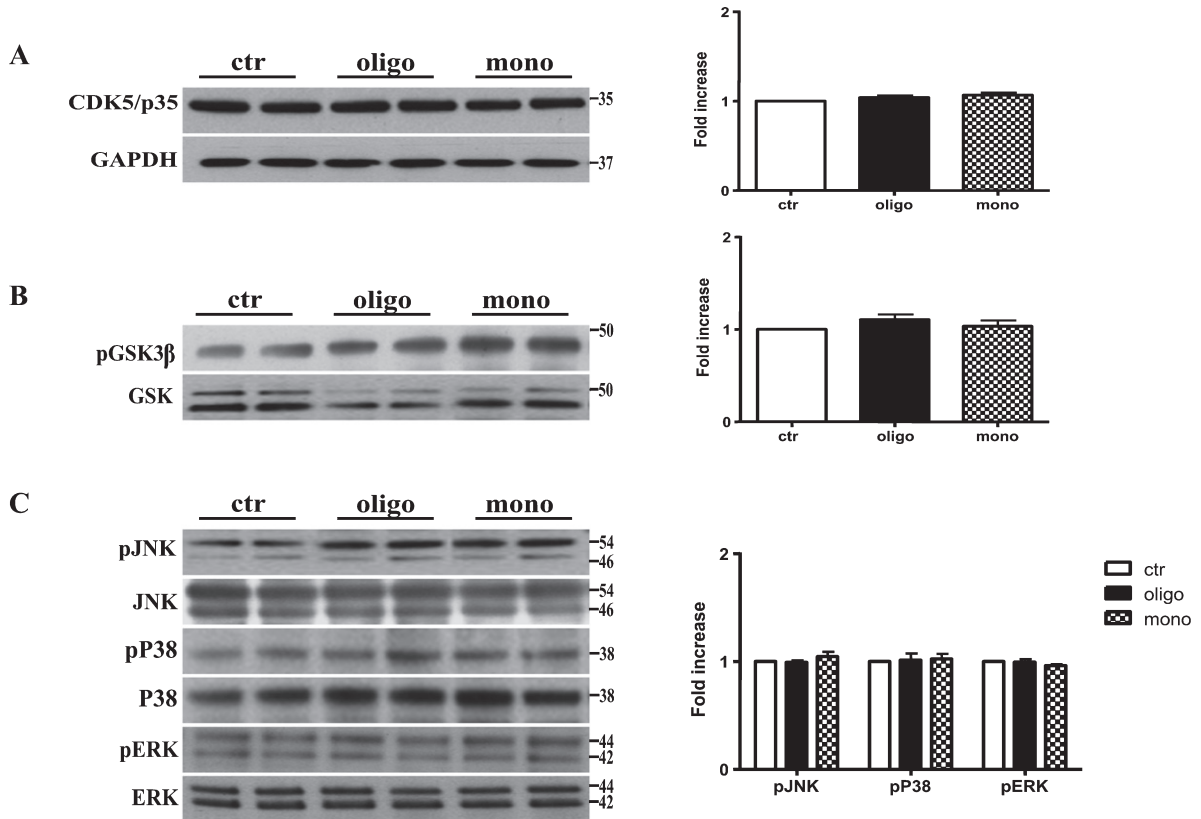 A
ctr oligo mono
CDK5/p35
35
GAPDH
37
Fold increase
2
1
0
ctr oligo mono
B
ctr oligo mono
pGSK3β
50
GSK
50
Fold increase
2
1
0
ctr oligo mono
C
ctr oligo mono
pJNK
54
46
JNK
54
46
pP38
38
P38
38
pERK
44
42
ERK
44
42
Fold increase
2
1
0
pJNK pP38 pERK
ctr
oligo
mono